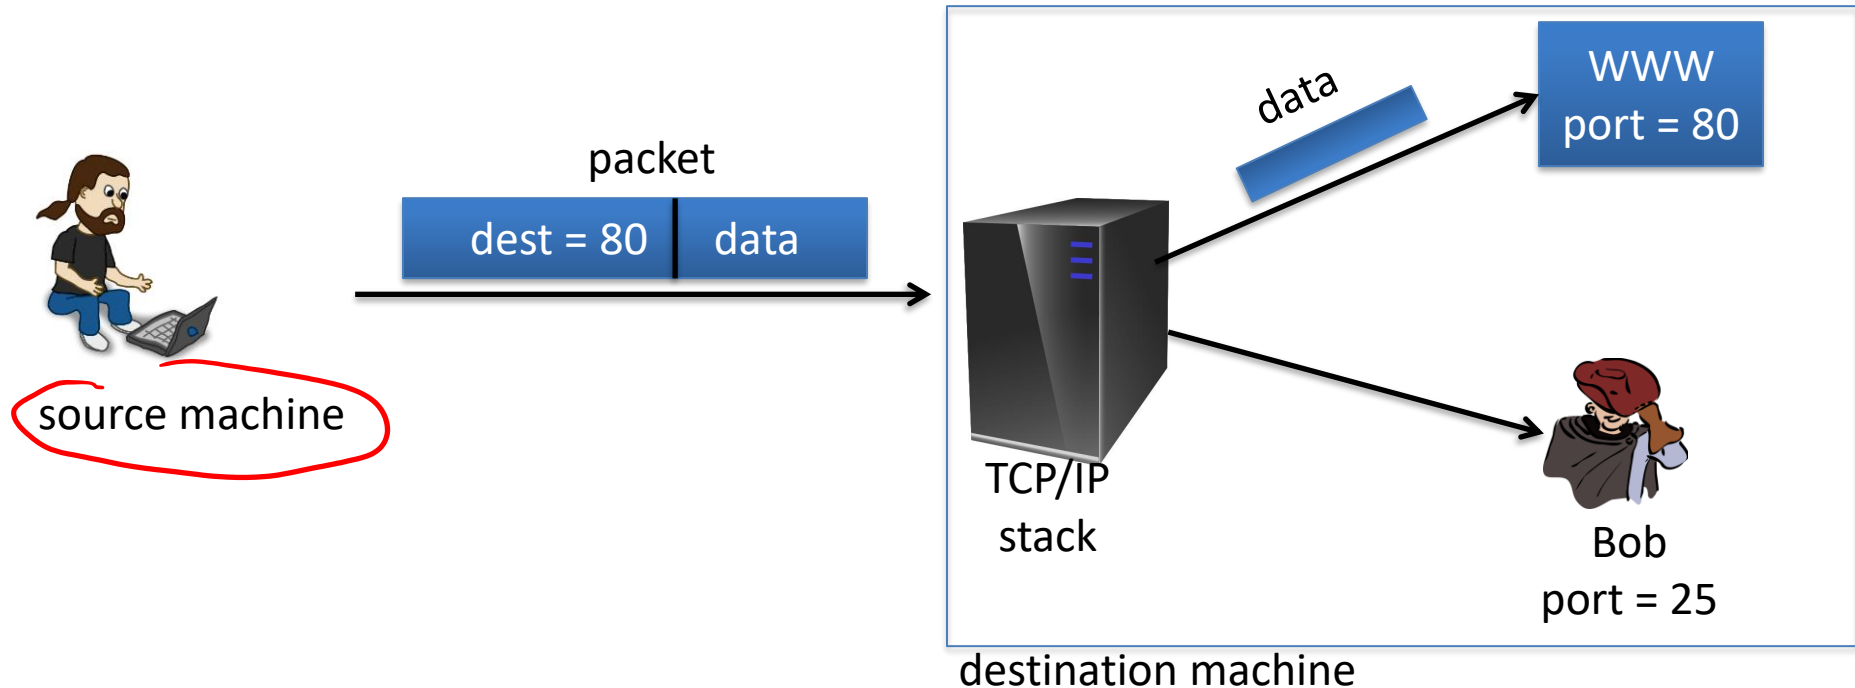 source machine
packet
dest = 80 data
TCP/IP
stack
data
WWW
port = 80
Bob
port = 25
destination machine